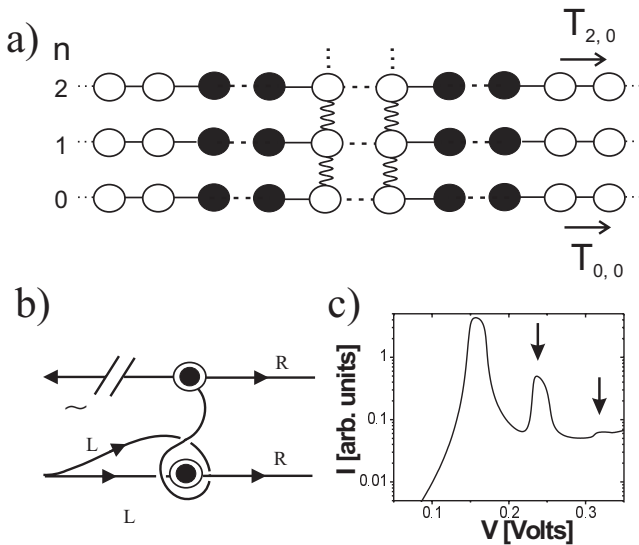 a)
n
T2,0
2
1
0
T0,0
b)
R
~
L
R
L
c)
I [arb. units]
1
0.1
0.01
0.1 0.2 0.3
V [Volts]